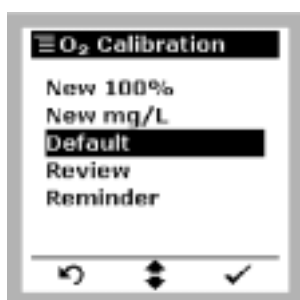 O₂ Calibration
New 100%
New mg/L
Default
Review
Reminder